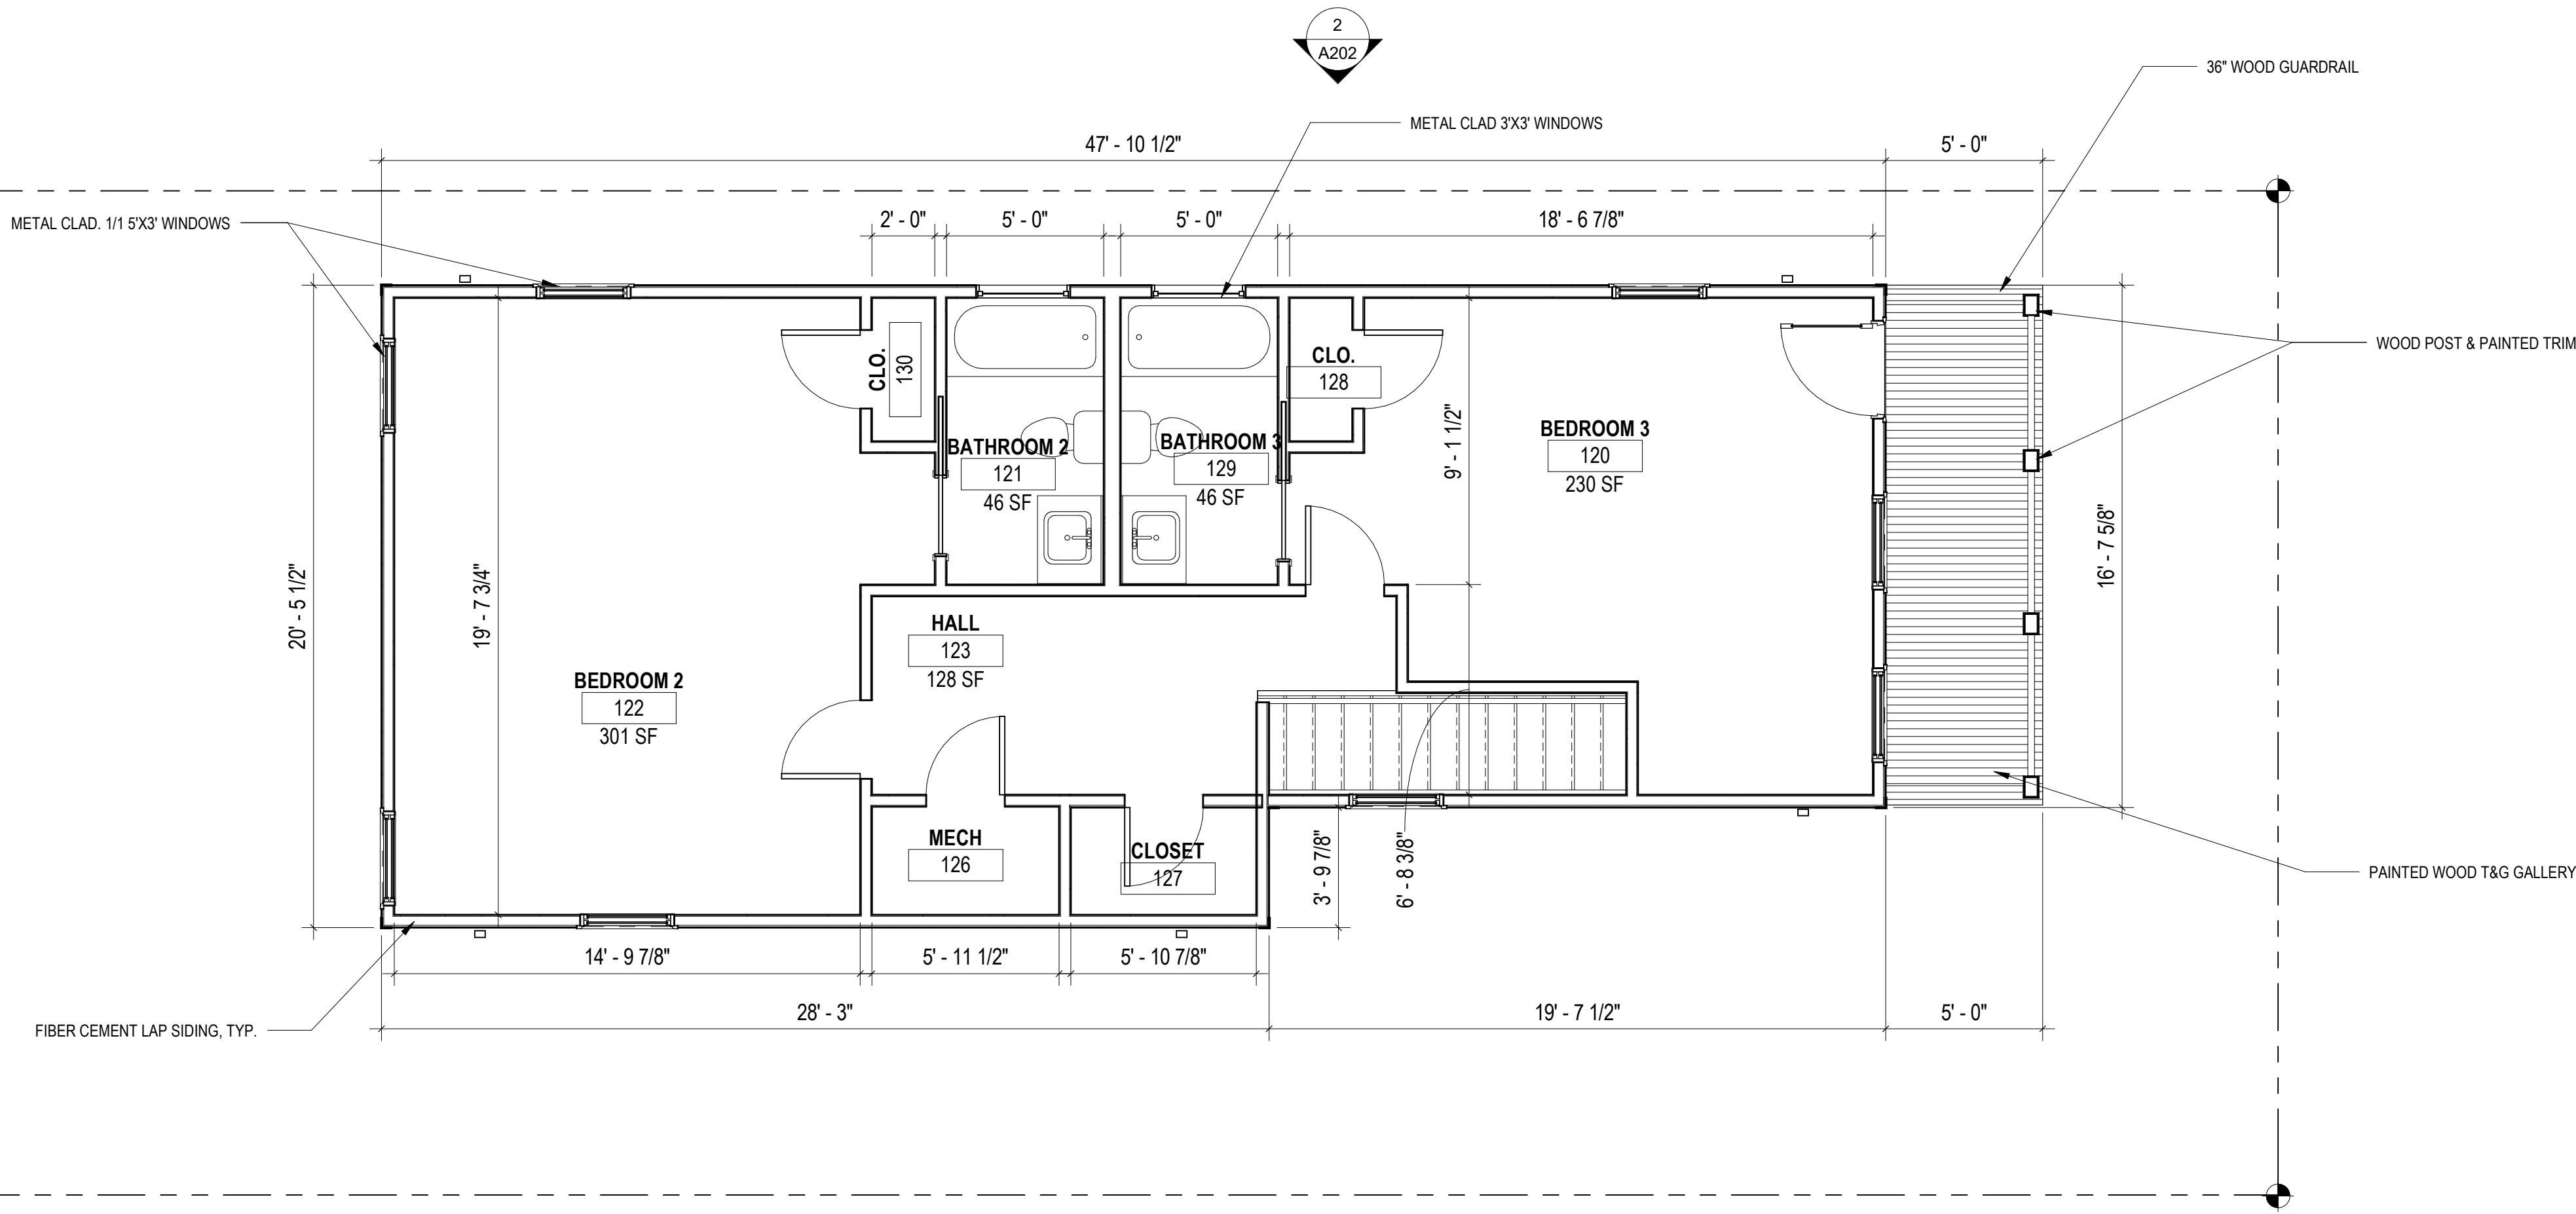 2
A202
36" WOOD GUARDRAIL
METAL CLAD 3'X3' WINDOWS
47' - 10 1/2"
5' - 0"
METAL CLAD. 1/1 5'X3' WINDOWS
2' - 0"
5' - 0"
5' - 0"
18' - 6 7/8"
WOOD POST & PAINTED TRIM
CLO.
130
CLO.
128
BATHROOM 2
121
46 SF
BATHROOM 3
129
46 SF
9' - 1 1/2"
BEDROOM 3
120
230 SF
16' - 7 5/8"
20' - 5 1/2"
19' - 7 3/4"
HALL
123
128 SF
BEDROOM 2
122
301 SF
MECH
126
CLOSET
127
3' - 9 7/8"
6' - 8 3/8"
PAINTED WOOD T&G GALLERY
14' - 9 7/8"
5' - 11 1/2"
5' - 10 7/8"
28' - 3"
19' - 7 1/2"
5' - 0"
FIBER CEMENT LAP SIDING, TYP.